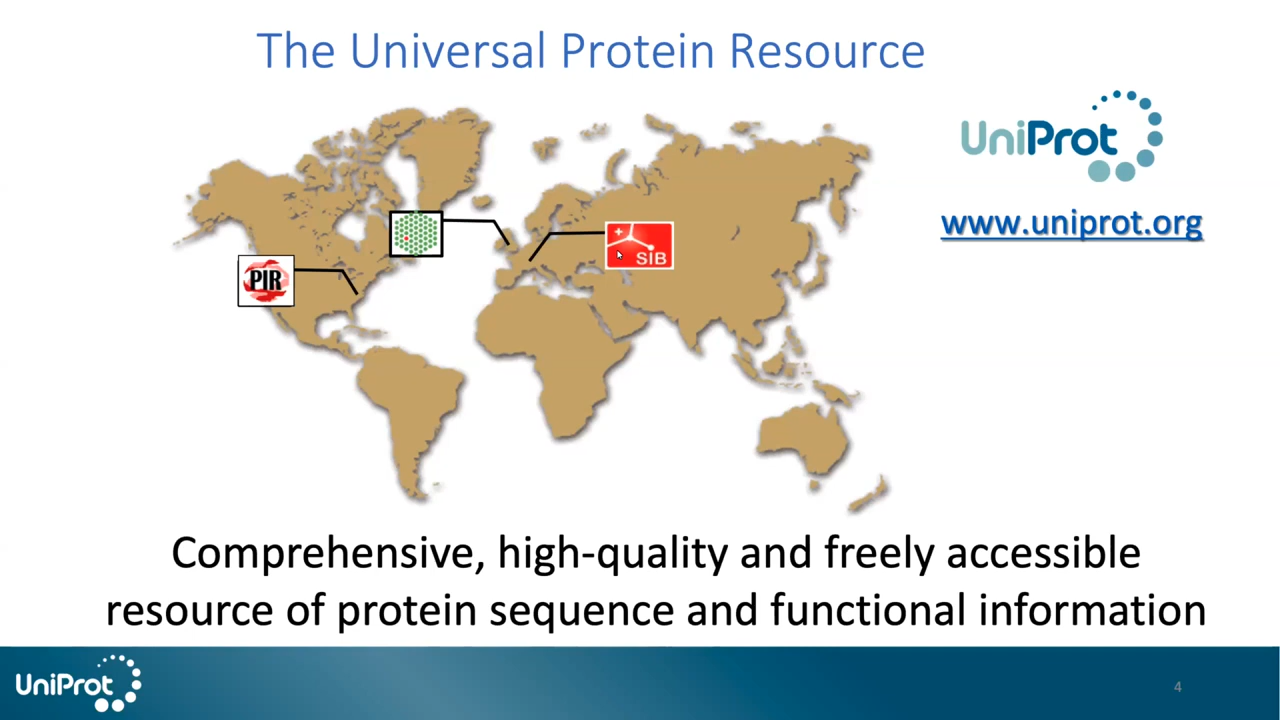 The Universal Protein Resource
UniProt
www.uniprot.org
PIR
SIB
Comprehensive, high-quality and freely accessible
resource of protein sequence and functional information
UniProt
4